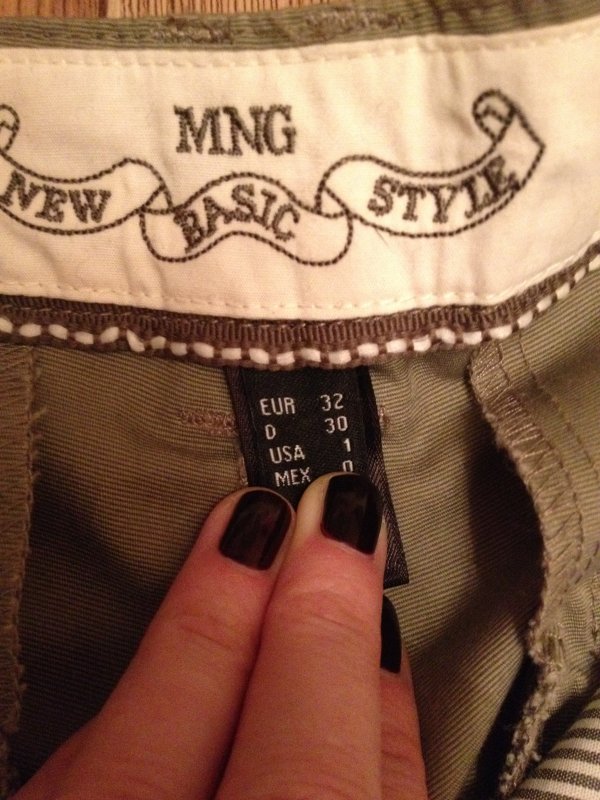 MNG
NEW BASIC STYLE
EUR 32
D 30
USA 1
MEX 0